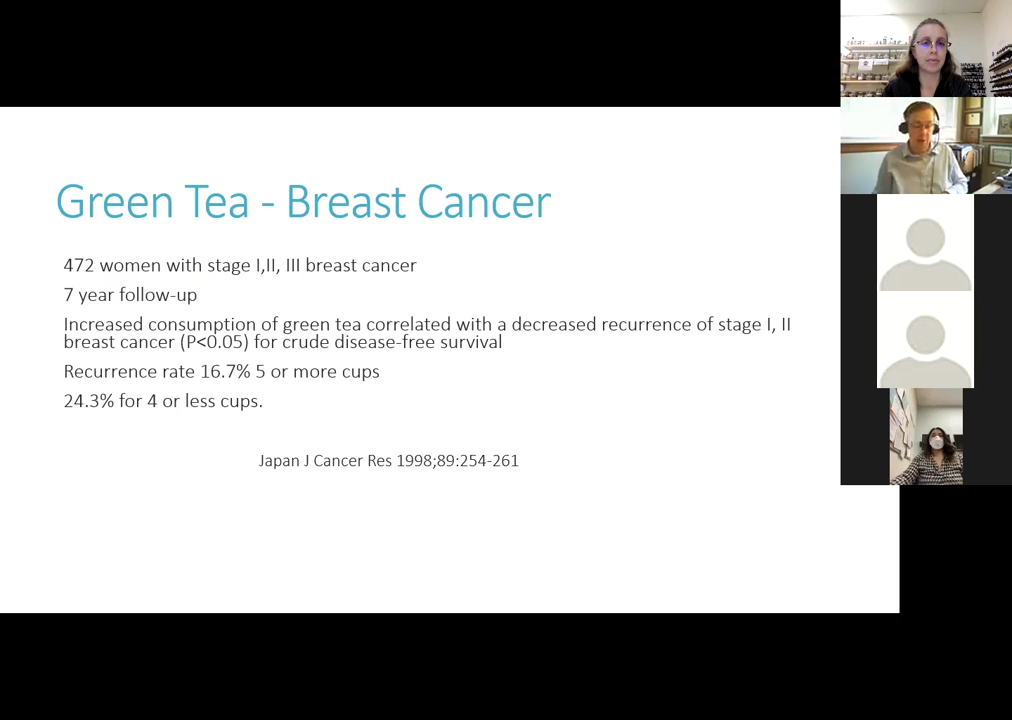 Green Tea - Breast Cancer
472 women with stage I,II, III breast cancer
7 year follow-up
Increased consumption of green tea correlated with a decreased recurrence of stage I, II
breast cancer (P<0.05) for crude disease-free survival
Recurrence rate 16.7% 5 or more cups
24.3% for 4 or less cups.
Japan J Cancer Res 1998;89:254-261